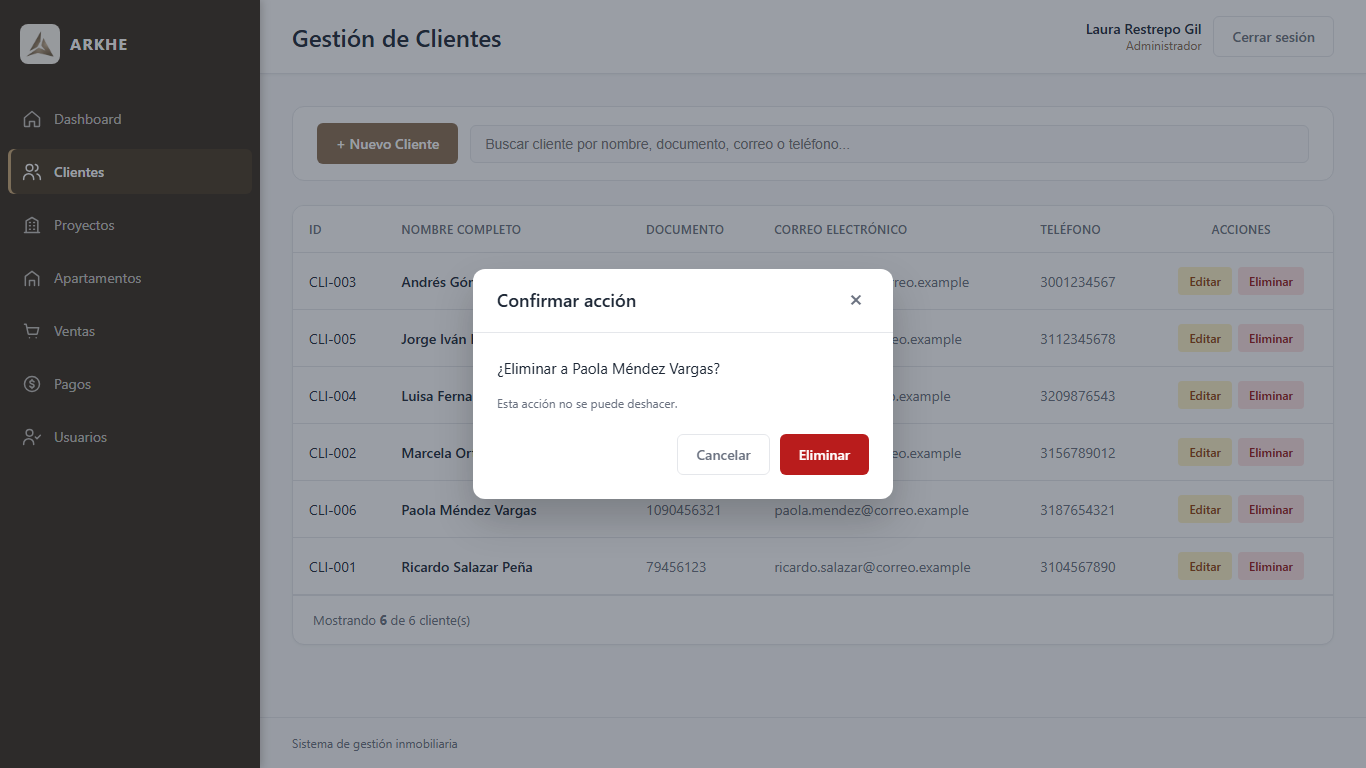 ARKHE
Dashboard
Clientes
Proyectos
Apartamentos
Ventas
Pagos
Usuarios
Gestión de Clientes
Laura Restrepo Gil
Administrador
Cerrar sesión
+ Nuevo Cliente
Buscar cliente por nombre, documento, correo o teléfono...
ID NOMBRE COMPLETO DOCUMENTO CORREO ELECTRÓNICO TELÉFONO ACCIONES
CLI-003 Andrés 3001234567 Editar Eliminar
CLI-005 Jorge Iván 3112345678 Editar Eliminar
CLI-004 Luisa 3209876543 Editar Eliminar
CLI-002 Marcela 3156789012 Editar Eliminar
CLI-006 Paola Méndez Vargas 1090456321 paola.mendez@correo.example 3187654321 Editar Eliminar
CLI-001 Ricardo Salazar Peña 79456123 ricardo.salazar@correo.example 3104567890 Editar Eliminar
Mostrando 6 de 6 cliente(s)
Confirmar acción ✕
¿Eliminar a Paola Méndez Vargas?
Esta acción no se puede deshacer.
Cancelar Eliminar
Sistema de gestión inmobiliaria